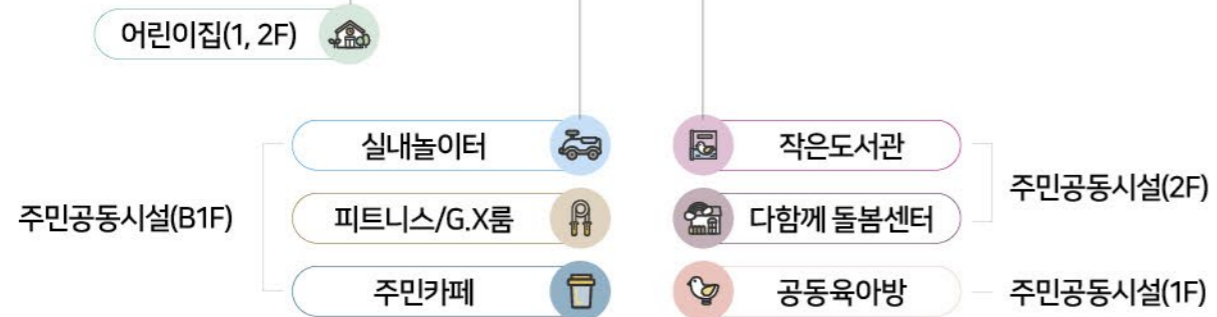 어린이집(1, 2F)
실내놀이터
작은도서관
주민공동시설(2F)
주민공동시설(B1F)
피트니스/G.X룸
다함께 돌봄센터
주민카페
공동육아방
주민공동시설(1F)